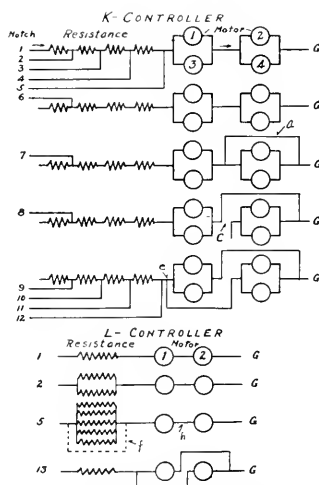 K-CONTROLLER
Notch Resistance Motor
1 1 2 G
2
3 3 4
4
5
6 G
a
7 G
8 G
C
e
9 G
10
11
12
L-CONTROLLER
Resistance Motor
1 1 2 G
2 G
5 G
f h
13 G